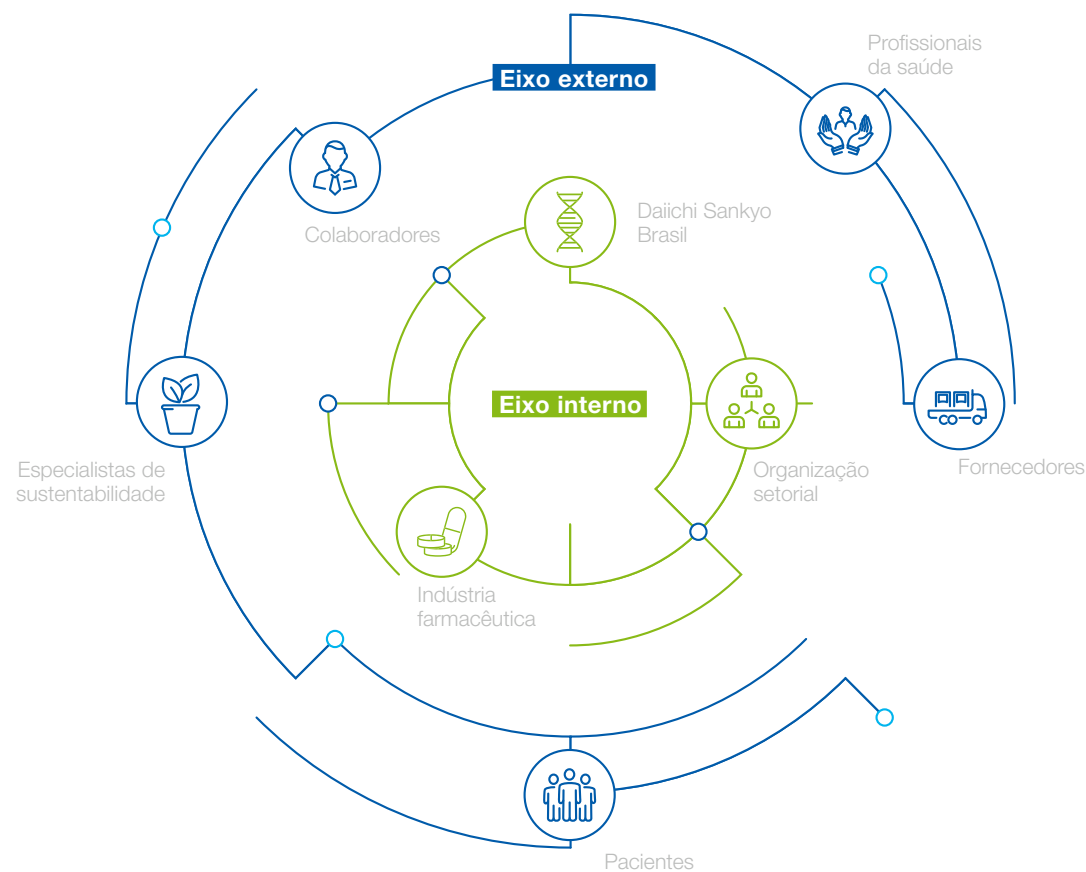 Profissionais
da saúde
Eixo externo
Colaboradores
Daiichi Sankyo
Brasil
Eixo interno
Especialistas de
sustentabilidade
Organização
setorial
Fornecedores
Indústria
farmacêutica
Pacientes